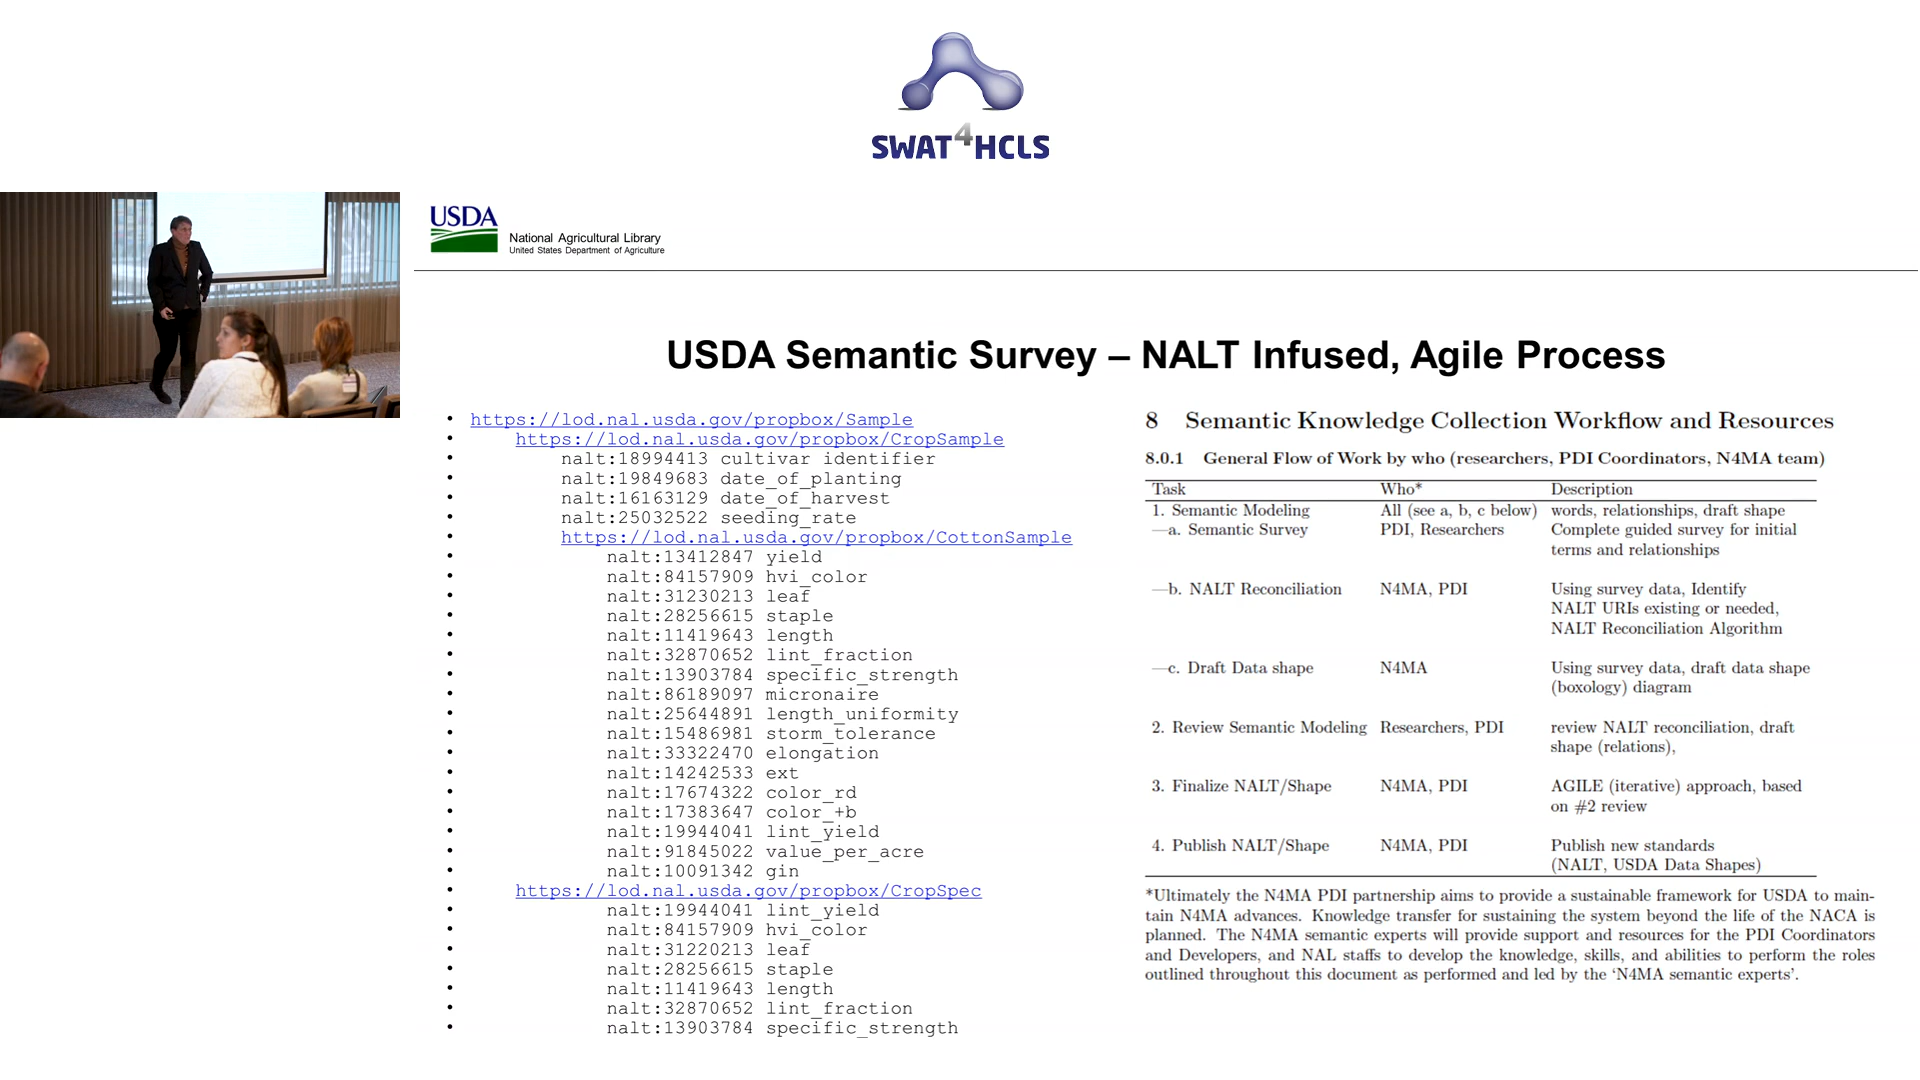 SWAT4HCLS
USDA
National Agricultural Library
United States Department of Agriculture
USDA Semantic Survey – NALT Infused, Agile Process
• https://lod.nal.usda.gov/propbox/Sample
• https://lod.nal.usda.gov/propbox/CropSample
• nalt:18994413 cultivar identifier
• nalt:19849683 date_of_planting
• nalt:16163129 date_of_harvest
• nalt:25032522 seeding_rate
• https://lod.nal.usda.gov/propbox/CottonSample
• nalt:13412847 yield
• nalt:84157909 hvi_color
• nalt:31230213 leaf
• nalt:28256615 staple
• nalt:11419643 length
• nalt:32870652 lint_fraction
• nalt:13903784 specific_strength
• nalt:86189097 micronaire
• nalt:25644891 length_uniformity
• nalt:15486981 storm_tolerance
• nalt:33322470 elongation
• nalt:14242533 ext
• nalt:17674322 color_rd
• nalt:17383647 color_+b
• nalt:19944041 lint_yield
• nalt:91845022 value_per_acre
• nalt:10091342 gin
• https://lod.nal.usda.gov/propbox/CropSpec
• nalt:19944041 lint_yield
• nalt:84157909 hvi_color
• nalt:31220213 leaf
• nalt:28256615 staple
• nalt:11419643 length
• nalt:32870652 lint_fraction
• nalt:13903784 specific_strength
8 Semantic Knowledge Collection Workflow and Resources
8.0.1 General Flow of Work by who (researchers, PDI Coordinators, N4MA team)
Task Who* Description
1. Semantic Modeling All (see a, b, c below) words, relationships, draft shape
—a. Semantic Survey PDI, Researchers Complete guided survey for initial
terms and relationships
—b. NALT Reconciliation N4MA, PDI Using survey data, Identify
NALT URIs existing or needed,
NALT Reconciliation Algorithm
—c. Draft Data shape N4MA Using survey data, draft data shape
(boxology) diagram
2. Review Semantic Modeling Researchers, PDI review NALT reconciliation, draft
shape (relations),
3. Finalize NALT/Shape N4MA, PDI AGILE (iterative) approach, based
on #2 review
4. Publish NALT/Shape N4MA, PDI Publish new standards
(NALT, USDA Data Shapes)
*Ultimately the N4MA PDI partnership aims to provide a sustainable framework for USDA to main-
tain N4MA advances. Knowledge transfer for sustaining the system beyond the life of the NACA is
planned. The N4MA semantic experts will provide support and resources for the PDI Coordinators
and Developers, and NAL staffs to develop the knowledge, skills, and abilities to perform the roles
outlined throughout this document as performed and led by the ‘N4MA semantic experts’.